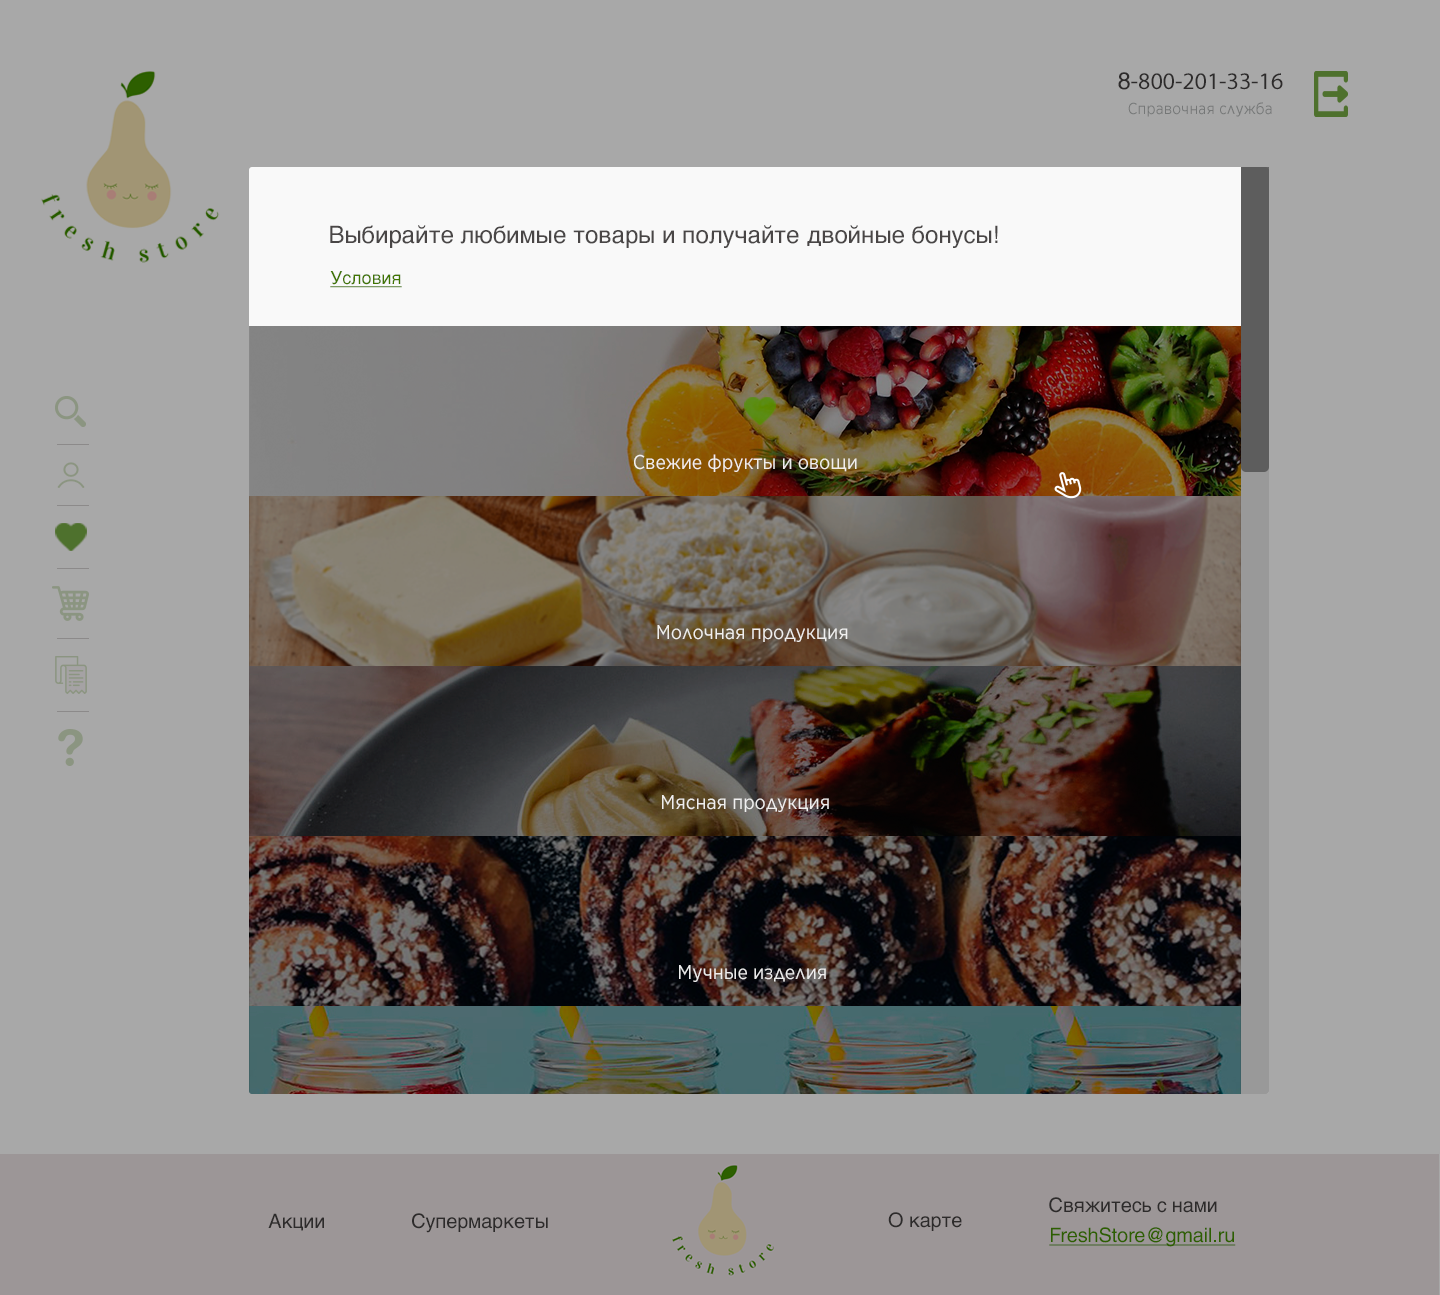 8-800-201-33-16
Справочная служба
fresh store
Выбирайте любимые товары и получайте двойные бонусы!
Условия
Свежие фрукты и овощи
Молочная продукция
Мясная продукция
Мучные изделия
Акции
Супермаркеты
fresh store
О карте
Свяжитесь с нами
FreshStore@gmail.ru